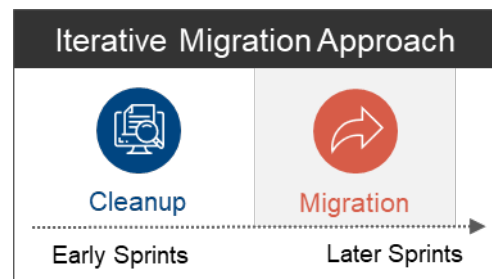 Iterative Migration Approach
Cleanup
Migration
Early Sprints
Later Sprints